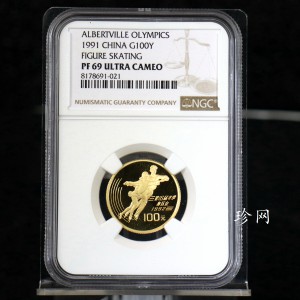 ALBERTVILLE OLYMPICS
1991 CHINA G100Y
FIGURE SKATING
PF 69 ULTRA CAMEO
8178691-021
NUMISMATIC GUARANTY COMPANY
NGC
100元
珍网